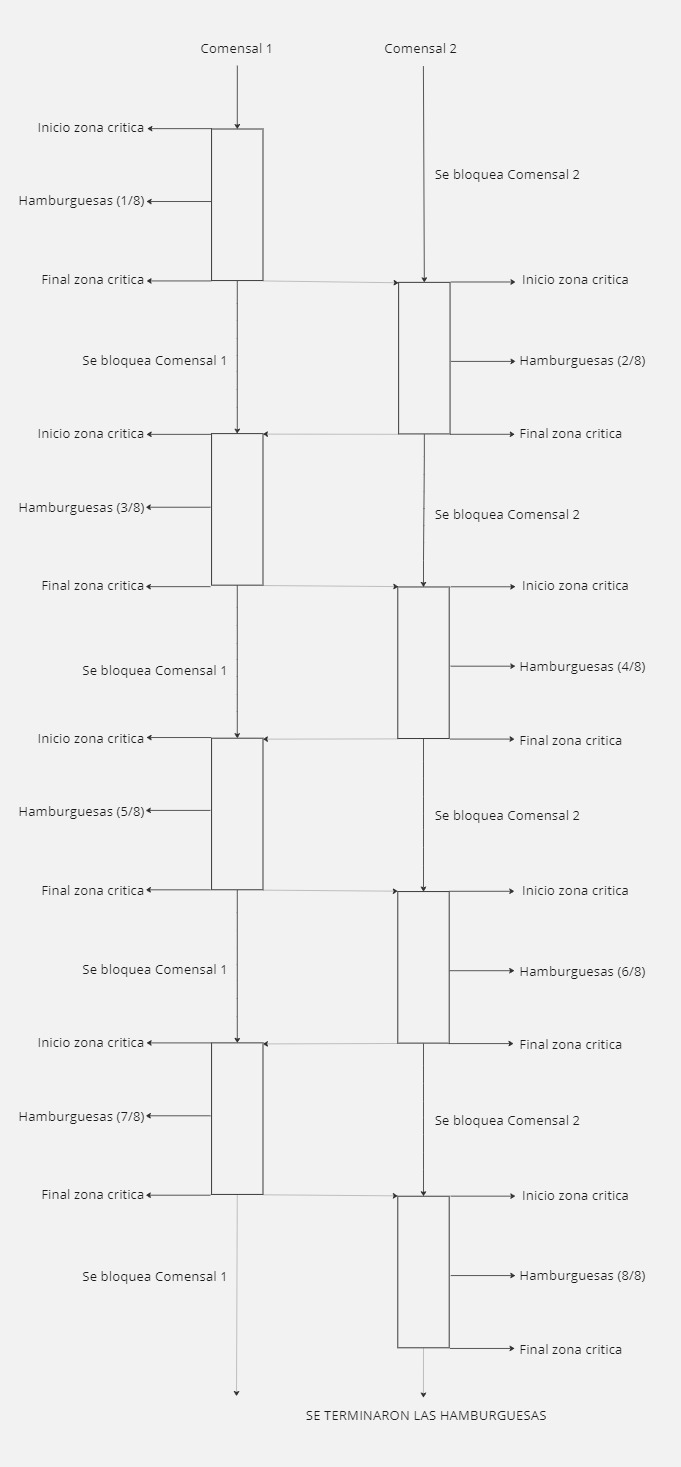 Comensal 1
Comensal 2
Inicio zona critica
Se bloquea Comensal 2
Hamburguesas (1/8)
Final zona critica
Inicio zona critica
Se bloquea Comensal 1
Hamburguesas (2/8)
Inicio zona critica
Final zona critica
Hamburguesas (3/8)
Se bloquea Comensal 2
Final zona critica
Inicio zona critica
Se bloquea Comensal 1
Hamburguesas (4/8)
Inicio zona critica
Final zona critica
Hamburguesas (5/8)
Se bloquea Comensal 2
Final zona critica
Inicio zona critica
Se bloquea Comensal 1
Hamburguesas (6/8)
Inicio zona critica
Final zona critica
Hamburguesas (7/8)
Se bloquea Comensal 2
Final zona critica
Inicio zona critica
Se bloquea Comensal 1
Hamburguesas (8/8)
Final zona critica
SE TERMINARON LAS HAMBURGUESAS